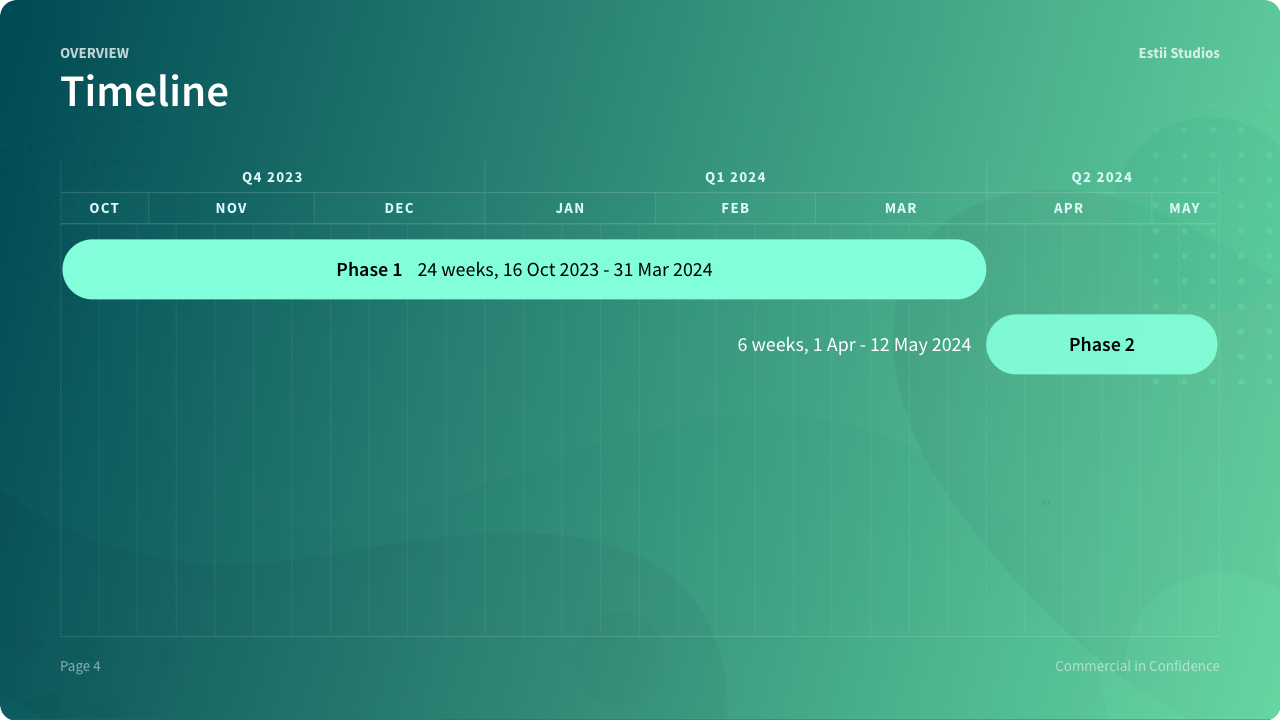 OVERVIEW
Estii Studios
Timeline
Q4 2023 Q1 2024 Q2 2024
OCT NOV DEC JAN FEB MAR APR MAY
Phase 1 24 weeks, 16 Oct 2023 - 31 Mar 2024
6 weeks, 1 Apr - 12 May 2024 Phase 2
Page 4
Commercial in Confidence